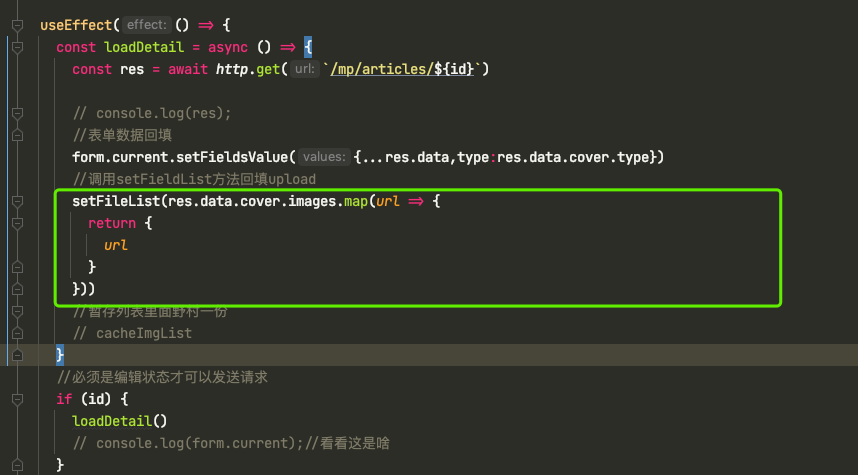 useEffect( effect: () => {
const loadDetail = async () => {
const res = await http.get( url: `/mp/articles/${id}`)
// console.log(res);
//表单数据回填
form.current.setFieldsValue( values: {...res.data,type:res.data.cover.type})
//调用setFieldList方法回填upload
setFileList(res.data.cover.images.map(url => {
return {
url
}
}))
//暂存列表里面野村一份
// cacheImgList
}
//必须是编辑状态才可以发送请求
if (id) {
loadDetail()
// console.log(form.current);//看看这是啥
}